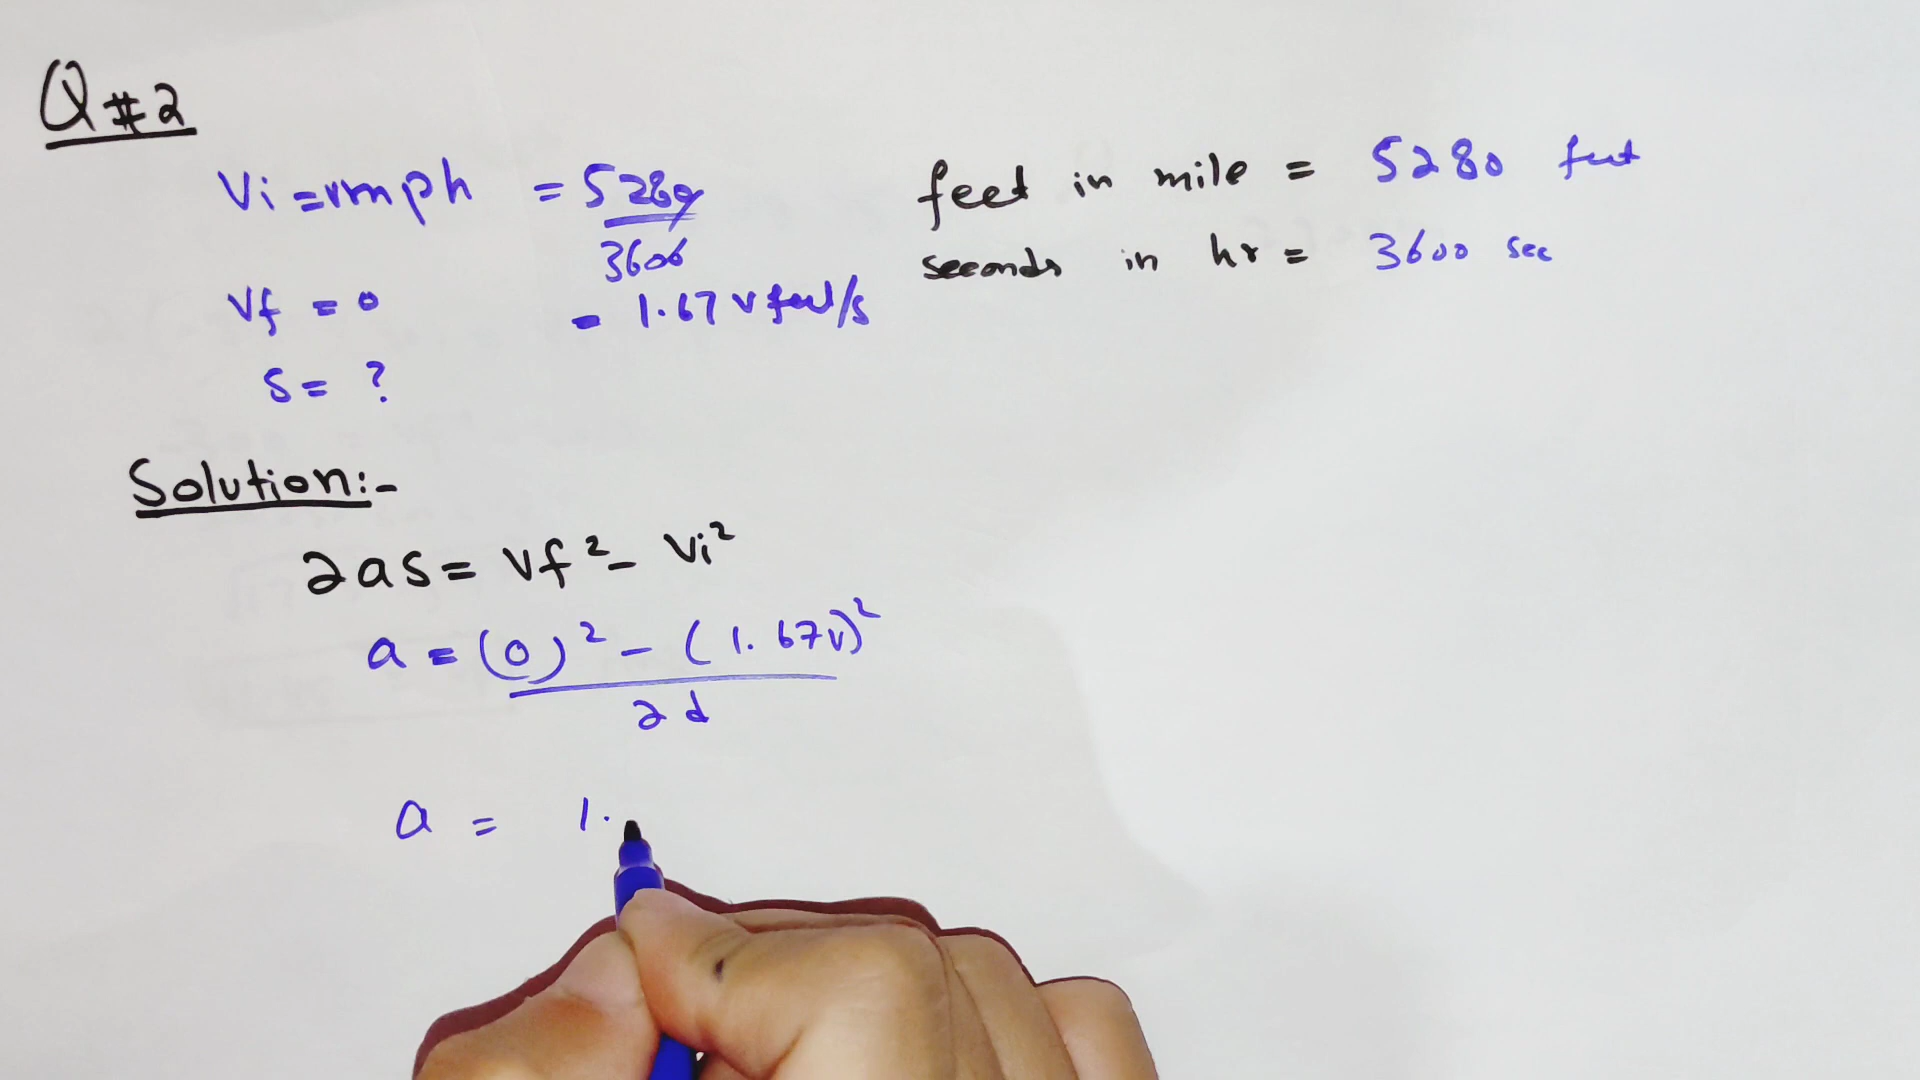 Q#2
Vi = vmph = 5280/3600
feet in mile = 5280 feet
seconds in hr = 3600 sec
Vf = 0
= 1.67 v feet/s
S = ?
Solution:-
2as = Vf² - Vi²
a = (0)² - (1.67v)²
2d
a = 1.